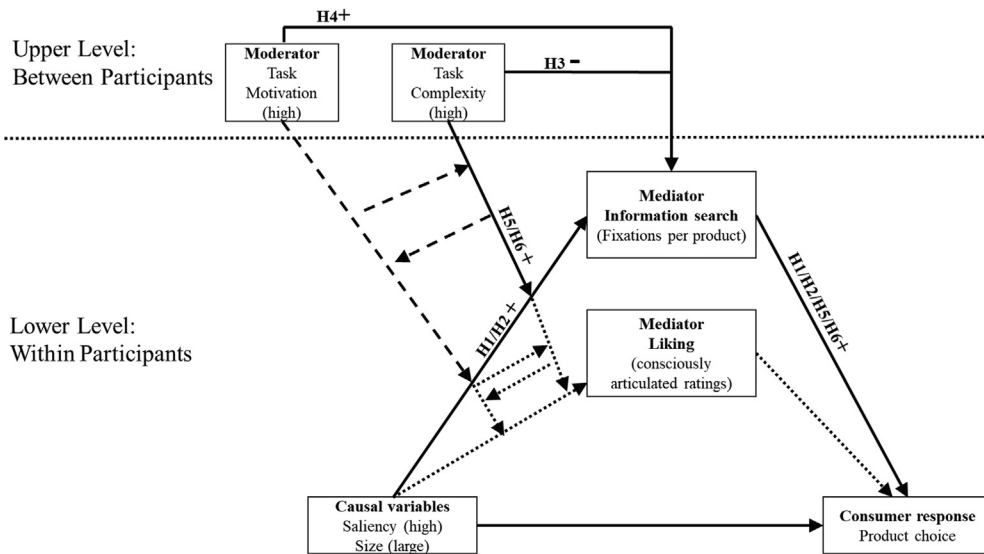 H4+
Upper Level:
Between Participants
Moderator
Task
Motivation
(high)
Moderator
Task
Complexity
(high)
H3 -
Mediator
Information search
(Fixations per product)
H5/H6+
H1/H2+
H1/H2/H5/H6+
Lower Level:
Within Participants
Mediator
Liking
(consciously
articulated ratings)
Causal variables
Saliency (high)
Size (large)
Consumer response
Product choice